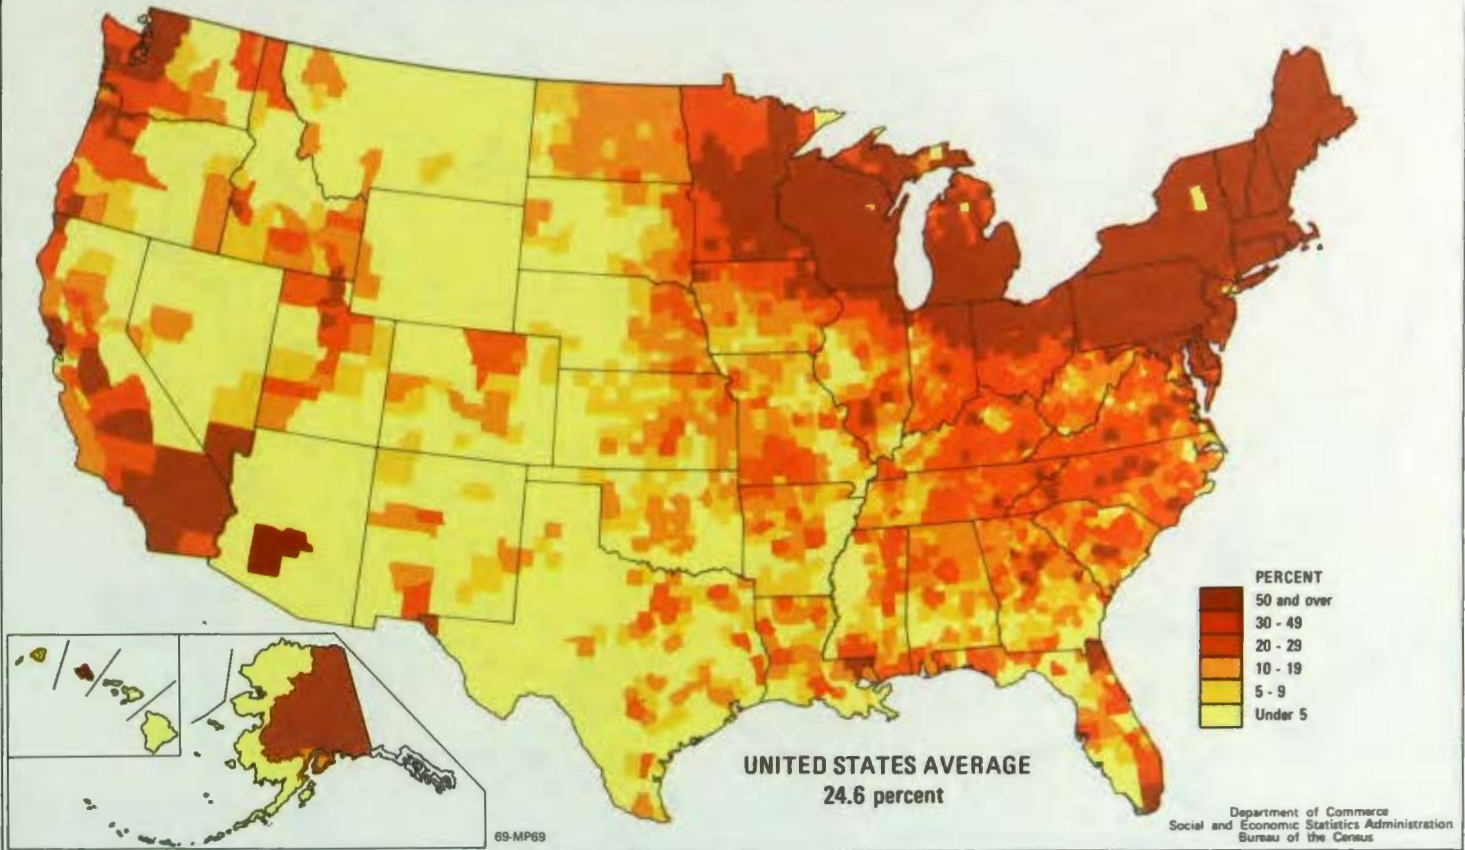 PERCENT
50 and over
30 - 49
20 - 29
10 - 19
5 - 9
Under 5
UNITED STATES AVERAGE
24.6 percent
69-MP69
Department of Commerce
Social and Economic Statistics Administration
Bureau of the Census